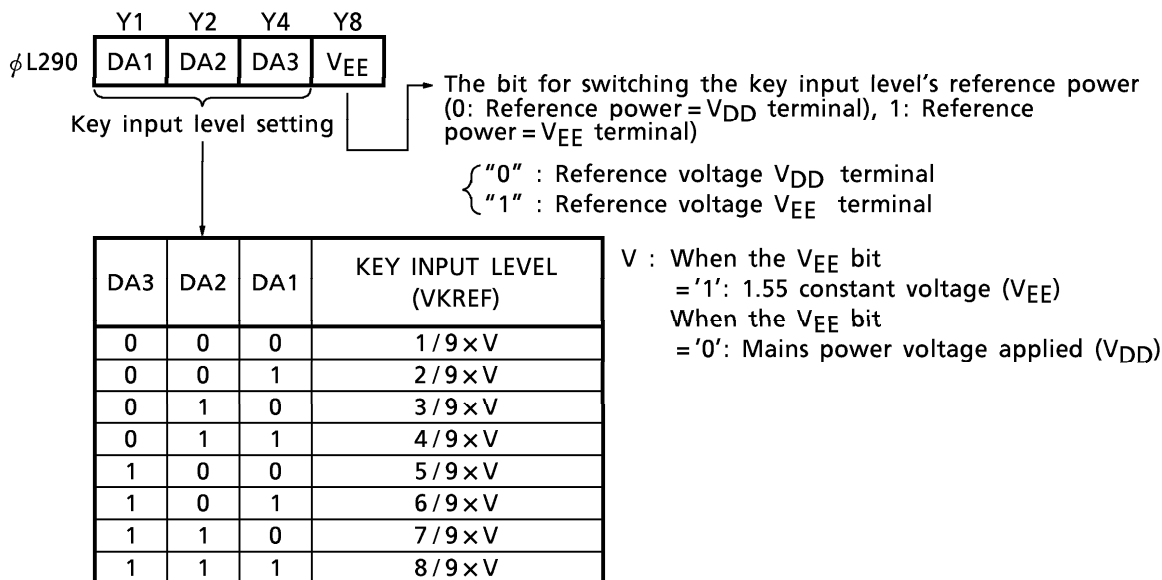 Y1 Y2 Y4 Y8
ϕL290 DA1 DA2 DA3 VEE
The bit for switching the key input level's reference power
(0: Reference power=VDD terminal), 1: Reference
power=VEE terminal)
Key input level setting
"0" : Reference voltage VDD terminal
"1" : Reference voltage VEE terminal
DA3 DA2 DA1 KEY INPUT LEVEL
(VKREF)
0 0 0 1/9×V
0 0 1 2/9×V
0 1 0 3/9×V
0 1 1 4/9×V
1 0 0 5/9×V
1 0 1 6/9×V
1 1 0 7/9×V
1 1 1 8/9×V
V : When the VEE bit
='1': 1.55 constant voltage (VEE)
When the VEE bit
='0': Mains power voltage applied (VDD)